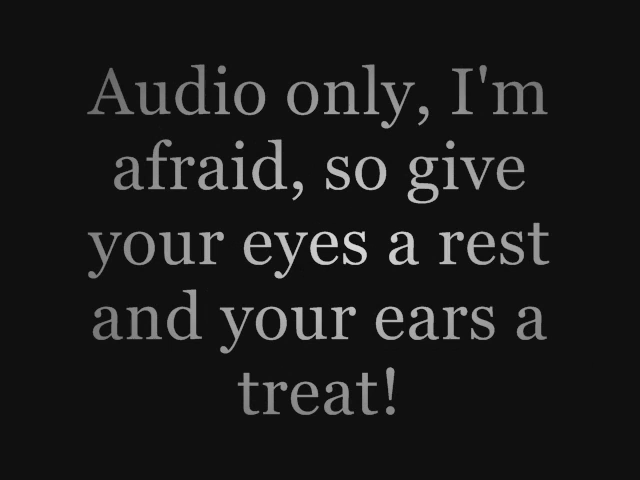 Audio only, I'm
afraid, so give
your eyes a rest
and your ears a
treat!